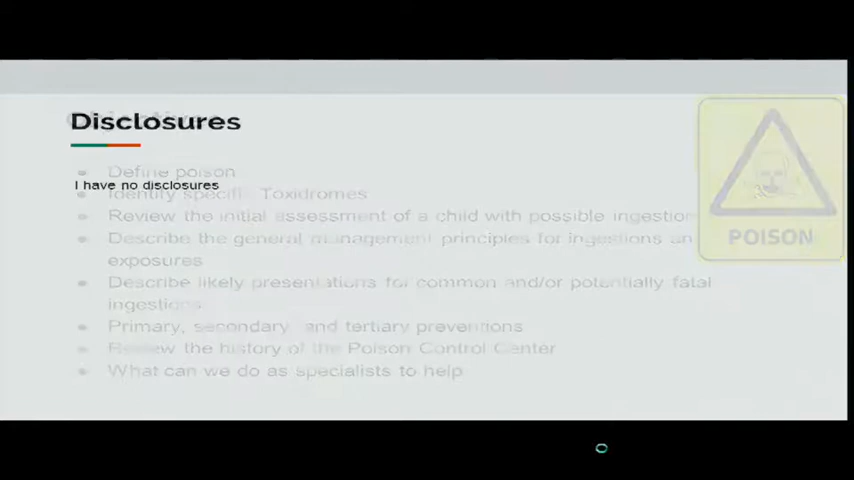 Disclosures
I have no disclosures
Define poison
Identify specific Toxidromes
Review the initial assessment of a child with possible ingestion
Describe the general management principles for ingestions an
exposures
Describe likely presentations for common and/or potentially fatal
ingestions
Primary, secondary, and tertiary preventions
Review the history of the Poison Control Center
What can we do as specialists to help
POISON